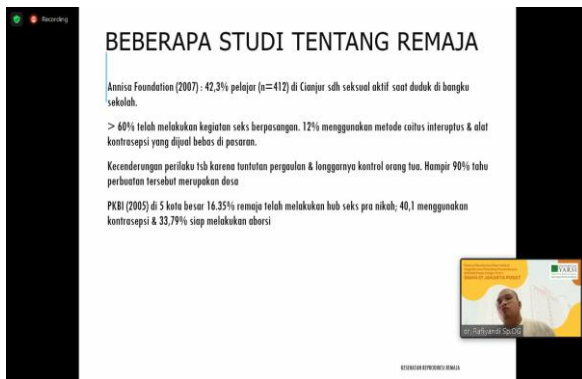 Recording
BEBERAPA STUDI TENTANG REMAJA
Annisa Foundation (2007) : 42,3% pelajar (n=412) di Cianjur sdh seksual aktif saat duduk di bangku
sekolah.
> 60% telah melakukan kegiatan seks berpasangan. 12% menggunakan metode coitus interuptus & alat
kontrasepsi yang dijual bebas di pasaran.
Kecenderungan perilaku tsb karena tuntutan pergaulan & longgarnya kontrol orang tua. Hampir 90% tahu
perbuatan tersebut merupakan dosa
PKBI (2005) di 5 kota besar 16.35% remaja telah melakukan hub seks pra nikah; 40,1 menggunakan
kontrasepsi & 33,79% siap melakukan aborsi
YARSI
dr. Rafiyandi Sp.OG
KESEHATAN REPRODUKSI REMAJA